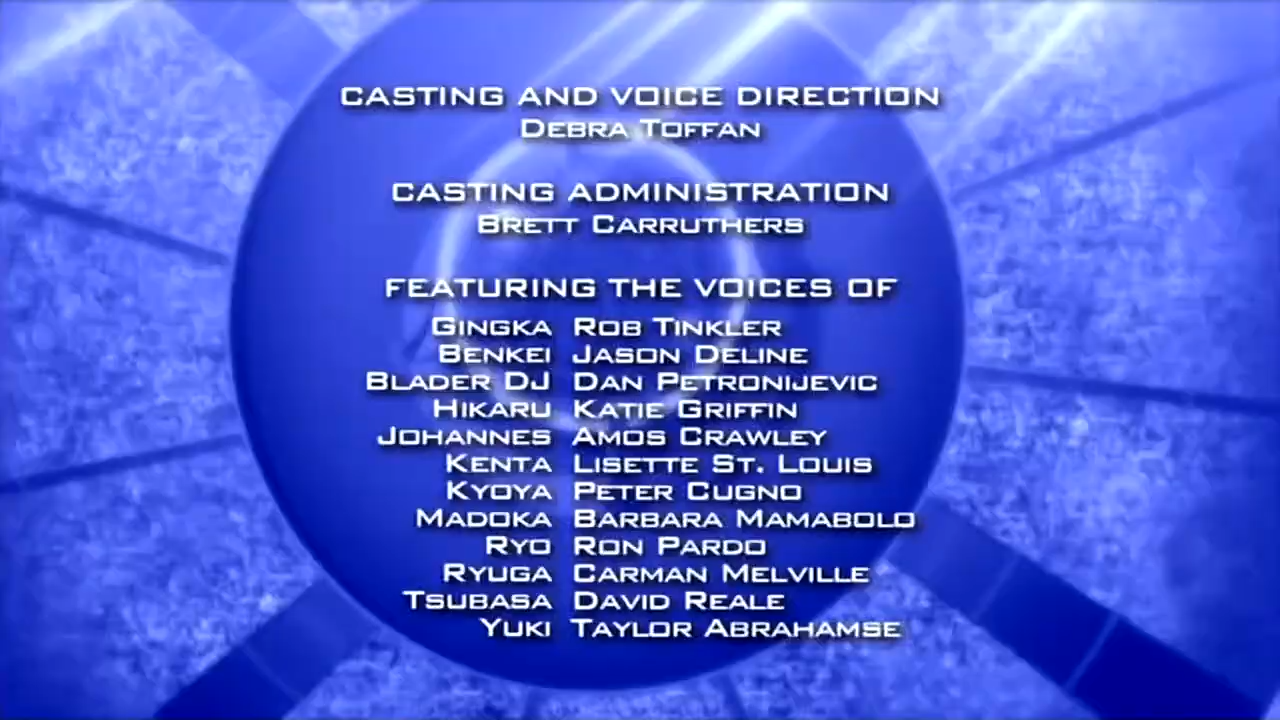 CASTING AND VOICE DIRECTION
DEBRA TOFFAN
CASTING ADMINISTRATION
BRETT CARRUTHERS
FEATURING THE VOICES OF
GINGKA ROB TINKLER
BENKEI JASON DELINE
BLADER DJ DAN PETRONIJEVIC
HIKARU KATIE GRIFFIN
JOHANNES AMOS CRAWLEY
KENTA LISETTE ST. LOUIS
KYOYA PETER CUGNO
MADOKA BARBARA MAMABOLO
RYO RON PARDO
RYUGA CARMAN MELVILLE
TSUBASA DAVID REALE
YUKI TAYLOR ABRAHAMSE